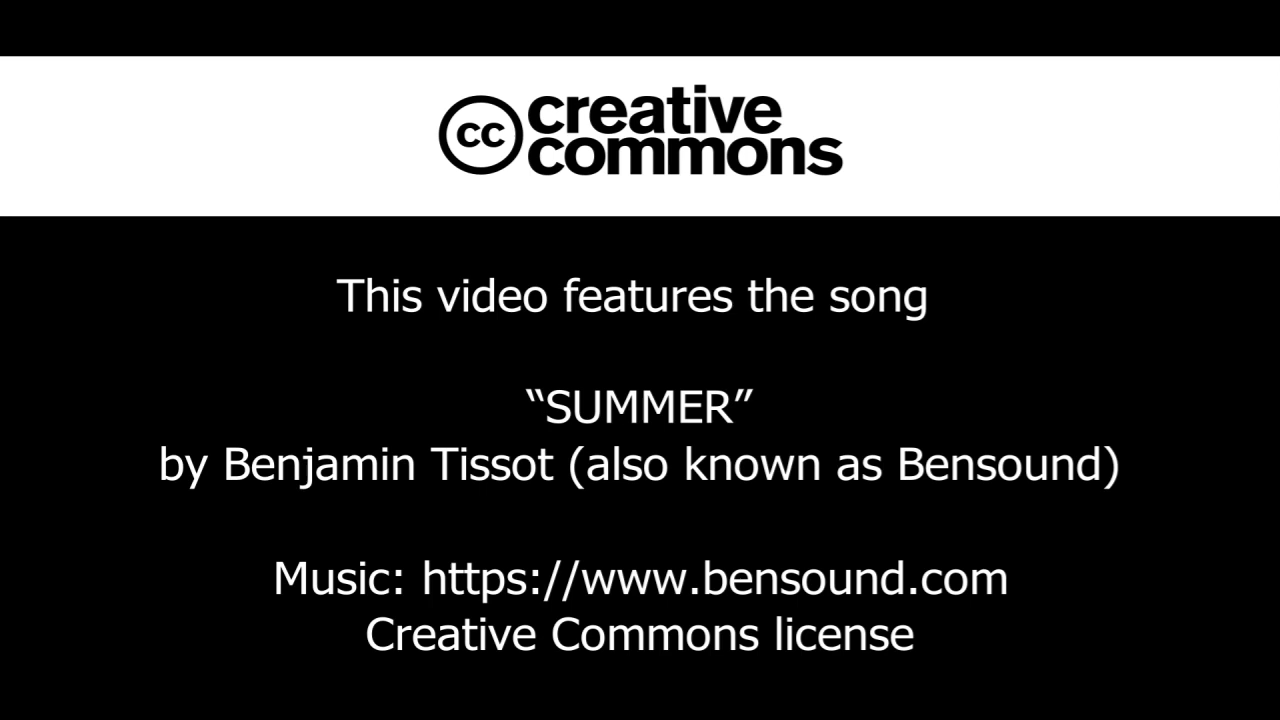 cc creative
commons
This video features the song
“SUMMER”
by Benjamin Tissot (also known as Bensound)
Music: https://www.bensound.com
Creative Commons license